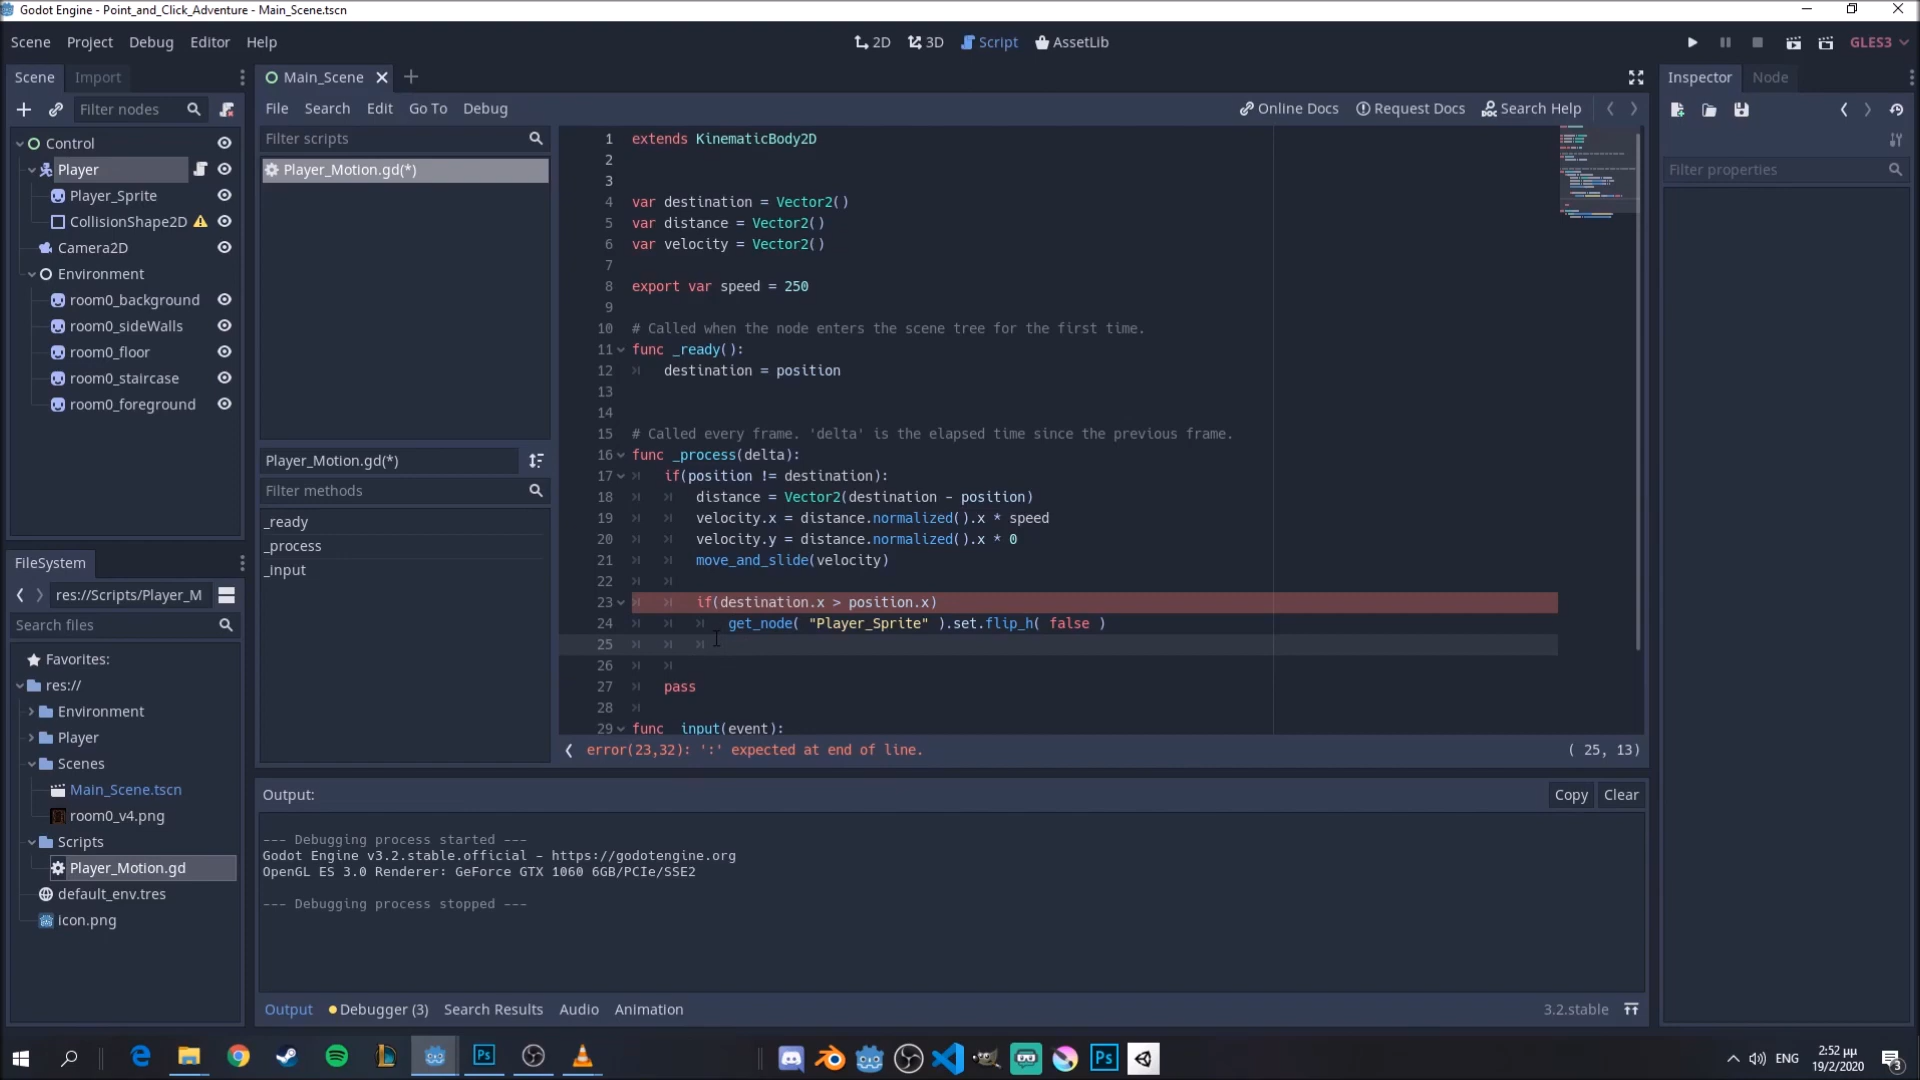 Godot Engine - Point_and_Click_Adventure - Main_Scene.tscn
Scene Project Debug Editor Help
2D 3D Script AssetLib
GLES3
Scene Import
Main_Scene
Inspector Node
Filter nodes
File Search Edit Go To Debug
Online Docs Request Docs Search Help
Filter scripts
Filter properties
Player_Motion.gd(*)
Control
Player
Player_Sprite
CollisionShape2D
Camera2D
Environment
room0_background
room0_sideWalls
room0_floor
room0_staircase
room0_foreground
Player_Motion.gd(*)
Filter methods
_ready
_process
_input
1 extends KinematicBody2D
2
3
4 var destination = Vector2()
5 var distance = Vector2()
6 var velocity = Vector2()
7
8 export var speed = 250
9
10 # Called when the node enters the scene tree for the first time.
11 func _ready():
12 destination = position
13
14
15 # Called every frame. 'delta' is the elapsed time since the previous frame.
16 func _process(delta):
17 if(position != destination):
18 distance = Vector2(destination - position)
19 velocity.x = distance.normalized().x * speed
20 velocity.y = distance.normalized().x * 0
21 move_and_slide(velocity)
22
23 if(destination.x > position.x)
24 get_node( "Player_Sprite" ).set.flip_h( false )
25
26
27 pass
28
29 func _input(event):
error(23,32): ':' expected at end of line.
( 25, 13)
FileSystem
res://Scripts/Player_M
Search files
Favorites:
res://
Environment
Player
Scenes
Main_Scene.tscn
room0_v4.png
Scripts
Player_Motion.gd
default_env.tres
icon.png
Output:
Copy Clear
--- Debugging process started ---
Godot Engine v3.2.stable.official - https://godotengine.org
OpenGL ES 3.0 Renderer: GeForce GTX 1060 6GB/PCIe/SSE2
--- Debugging process stopped ---
Output Debugger (3) Search Results Audio Animation
3.2.stable
Ps
Ps
ENG
2:52 μμ
19/2/2020
3